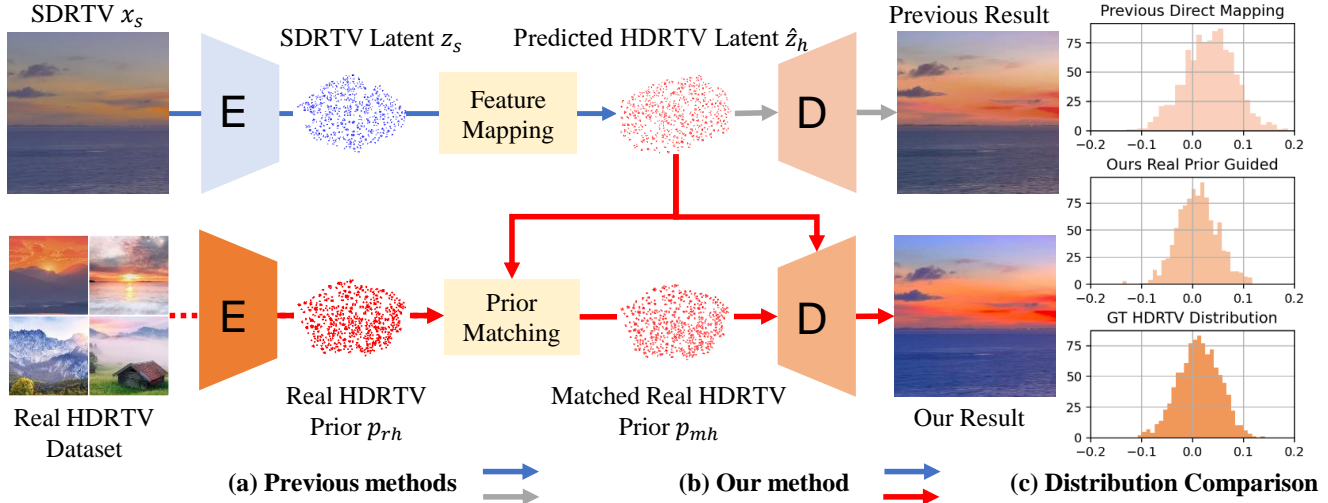 SDRTV x_s
SDRTV Latent z_s
Predicted HDRTV Latent ẑ_h
Previous Result
E
Feature
Mapping
D
Real HDRTV
Dataset
E
Real HDRTV
Prior p_rh
Prior
Matching
Matched Real HDRTV
Prior p_mh
D
Our Result
Previous Direct Mapping
75
50
25
0
−0.2 −0.1 0.0 0.1 0.2
Ours Real Prior Guided
75
50
25
0
−0.2 −0.1 0.0 0.1 0.2
GT HDRTV Distribution
75
50
25
0
−0.2 −0.1 0.0 0.1 0.2
(a) Previous methods
(b) Our method
(c) Distribution Comparison